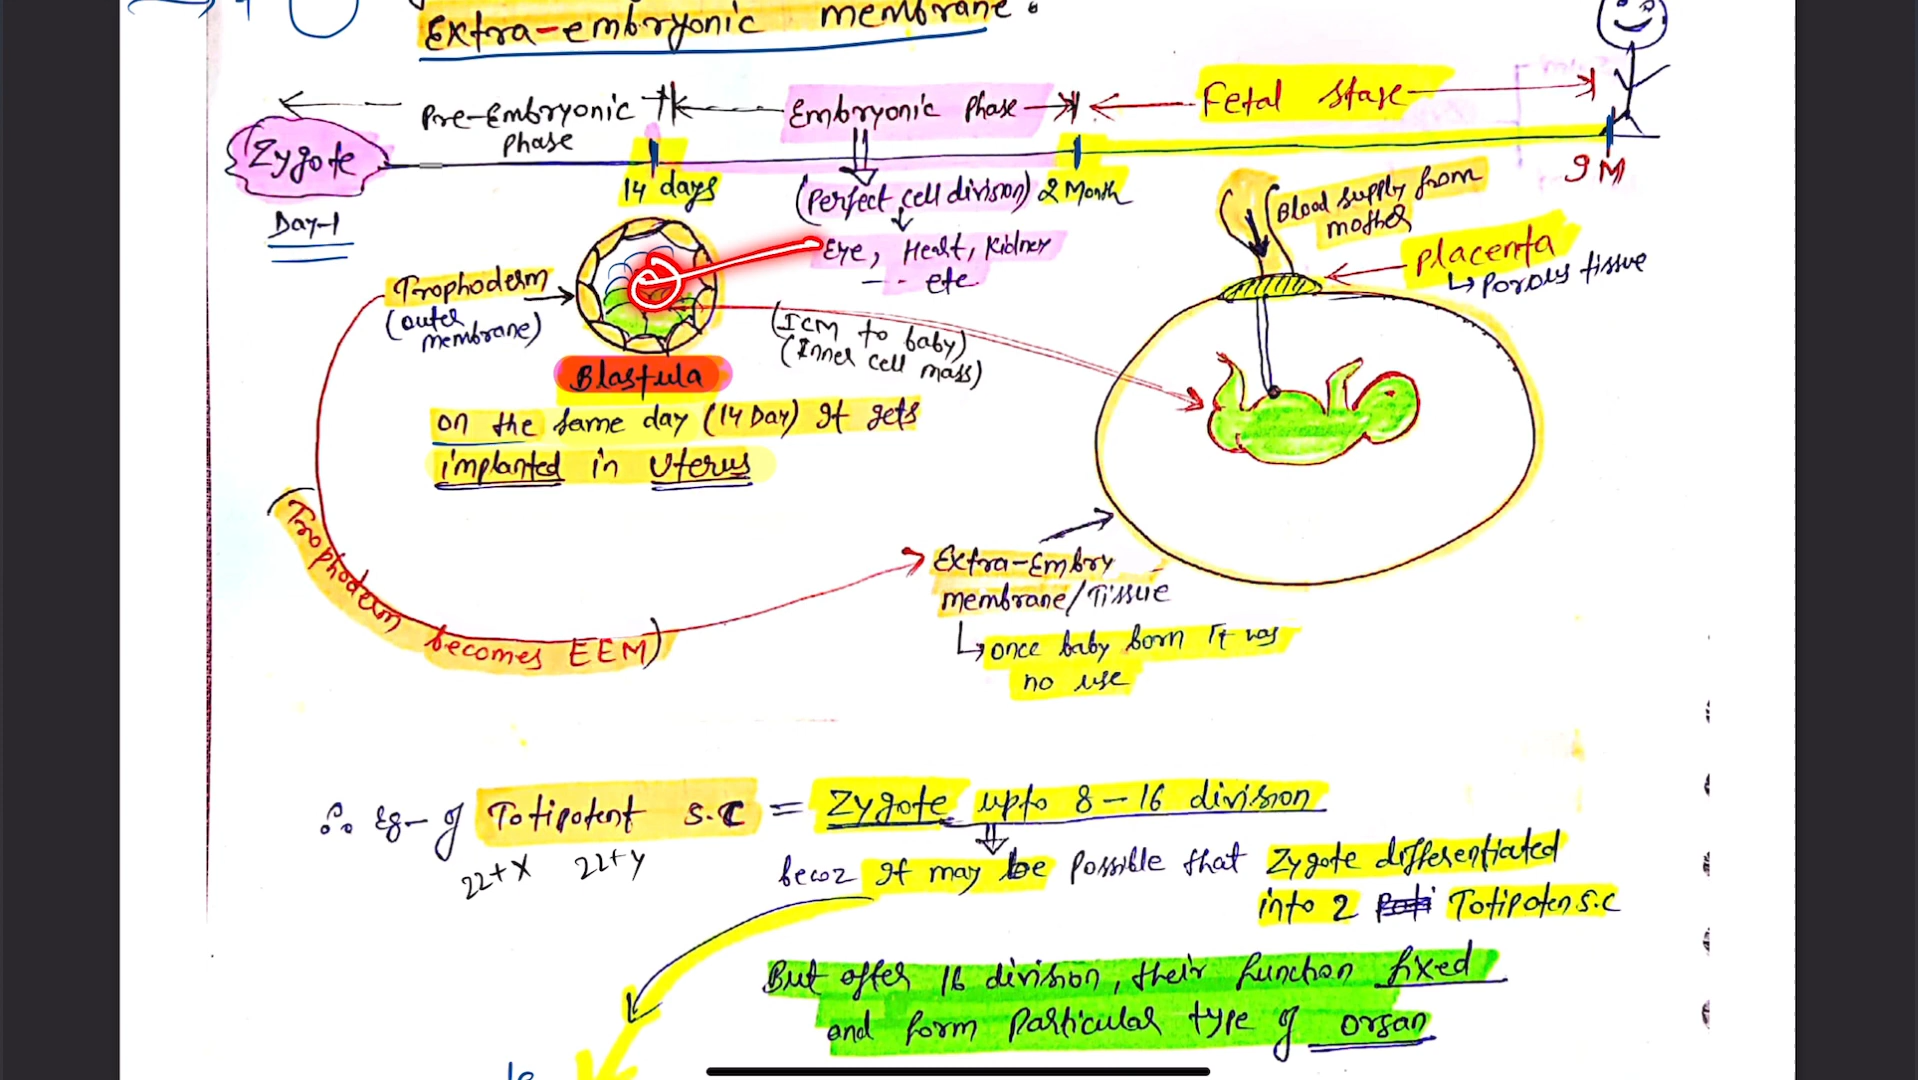 Extra-embryonic membrane.
Pre-Embryonic Phase
Embryonic Phase
Fetal Stage
Zygote
Day-1
14 days
(Perfect cell division)
2 Month
9 M
Eye, Heart, Kidney
-- etc
Blood supply from
mother
Placenta
↳ Porous tissue
Trophoderm
(outer
membrane)
(ICM to baby)
(Inner cell mass)
Blastula
on the same day (14 Day) It gets
implanted in Uterus
(Trophoderm becomes EEM)
Extra-Embry
membrane/Tissue
↳ once baby born It was
no use
∴ Eg- of Totipotent S.C = Zygote upto 8-16 division
22+X 22+Y
becoz It may be Possible that Zygote differentiated
into 2 Totipoten S.C
But after 16 division, their function fixed
and form Particular type of organ